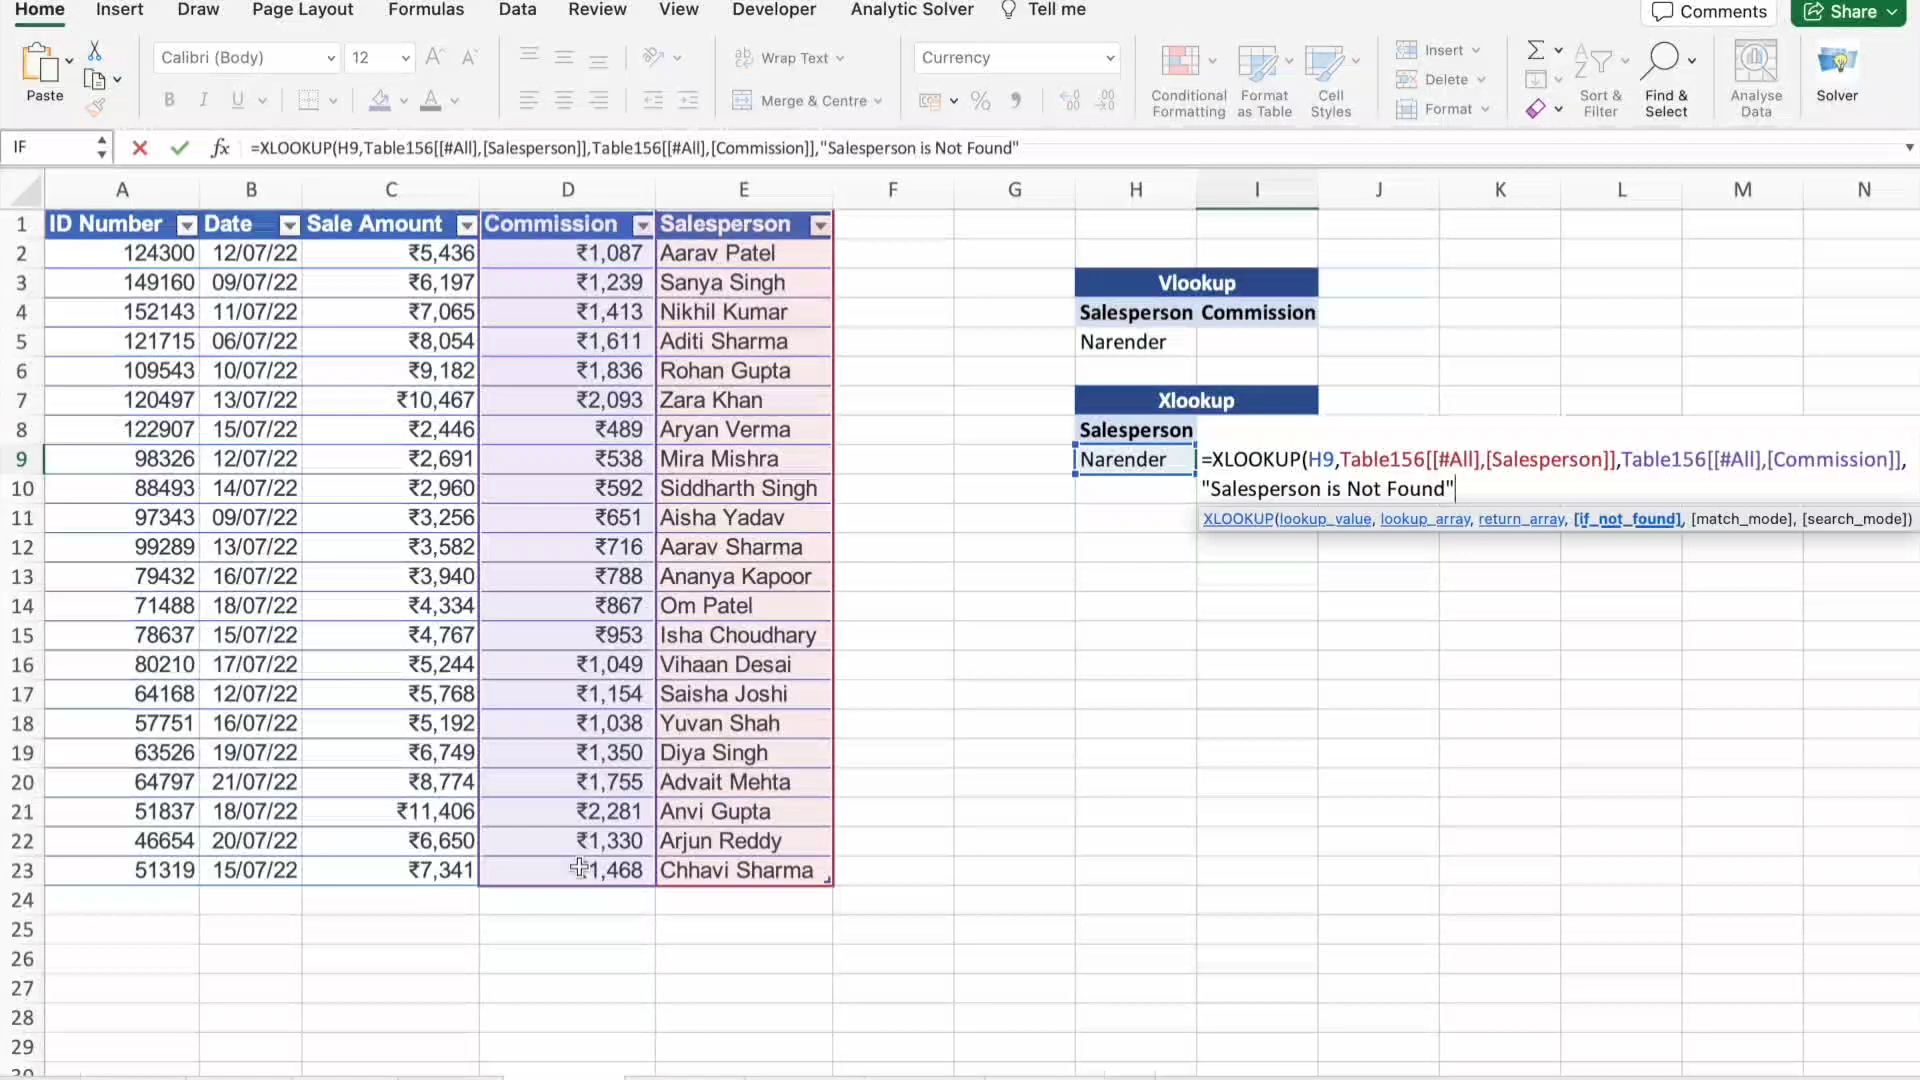 Home Insert Draw Page Layout Formulas Data Review View Developer Analytic Solver Tell me Comments Share
Paste Calibri (Body) 12 A^ A^ Wrap Text Currency Insert Σ
B I U A Merge & Centre % Conditional Formatting Format as Table Cell Styles Delete Format Sort & Filter Find & Select Analyse Data Solver
IF fx =XLOOKUP(H9,Table156[[#All],[Salesperson]],Table156[[#All],[Commission]],"Salesperson is Not Found"
A B C D E F G H I J K L M N
1 ID Number Date Sale Amount Commission Salesperson
2 124300 12/07/22 ₹5,436 ₹1,087 Aarav Patel
3 149160 09/07/22 ₹6,197 ₹1,239 Sanya Singh Vlookup
4 152143 11/07/22 ₹7,065 ₹1,413 Nikhil Kumar Salesperson Commission
5 121715 06/07/22 ₹8,054 ₹1,611 Aditi Sharma Narender
6 109543 10/07/22 ₹9,182 ₹1,836 Rohan Gupta
7 120497 13/07/22 ₹10,467 ₹2,093 Zara Khan Xlookup
8 122907 15/07/22 ₹2,446 ₹489 Aryan Verma Salesperson
9 98326 12/07/22 ₹2,691 ₹538 Mira Mishra Narender =XLOOKUP(H9,Table156[[#All],[Salesperson]],Table156[[#All],[Commission]],
10 88493 14/07/22 ₹2,960 ₹592 Siddharth Singh "Salesperson is Not Found"
11 97343 09/07/22 ₹3,256 ₹651 Aisha Yadav XLOOKUP(lookup_value, lookup_array, return_array, [if_not_found], [match_mode], [search_mode])
12 99289 13/07/22 ₹3,582 ₹716 Aarav Sharma
13 79432 16/07/22 ₹3,940 ₹788 Ananya Kapoor
14 71488 18/07/22 ₹4,334 ₹867 Om Patel
15 78637 15/07/22 ₹4,767 ₹953 Isha Choudhary
16 80210 17/07/22 ₹5,244 ₹1,049 Vihaan Desai
17 64168 12/07/22 ₹5,768 ₹1,154 Saisha Joshi
18 57751 16/07/22 ₹5,192 ₹1,038 Yuvan Shah
19 63526 19/07/22 ₹6,749 ₹1,350 Diya Singh
20 64797 21/07/22 ₹8,774 ₹1,755 Advait Mehta
21 51837 18/07/22 ₹11,406 ₹2,281 Anvi Gupta
22 46654 20/07/22 ₹6,650 ₹1,330 Arjun Reddy
23 51319 15/07/22 ₹7,341 1,468 Chhavi Sharma
24
25
26
27
28
29